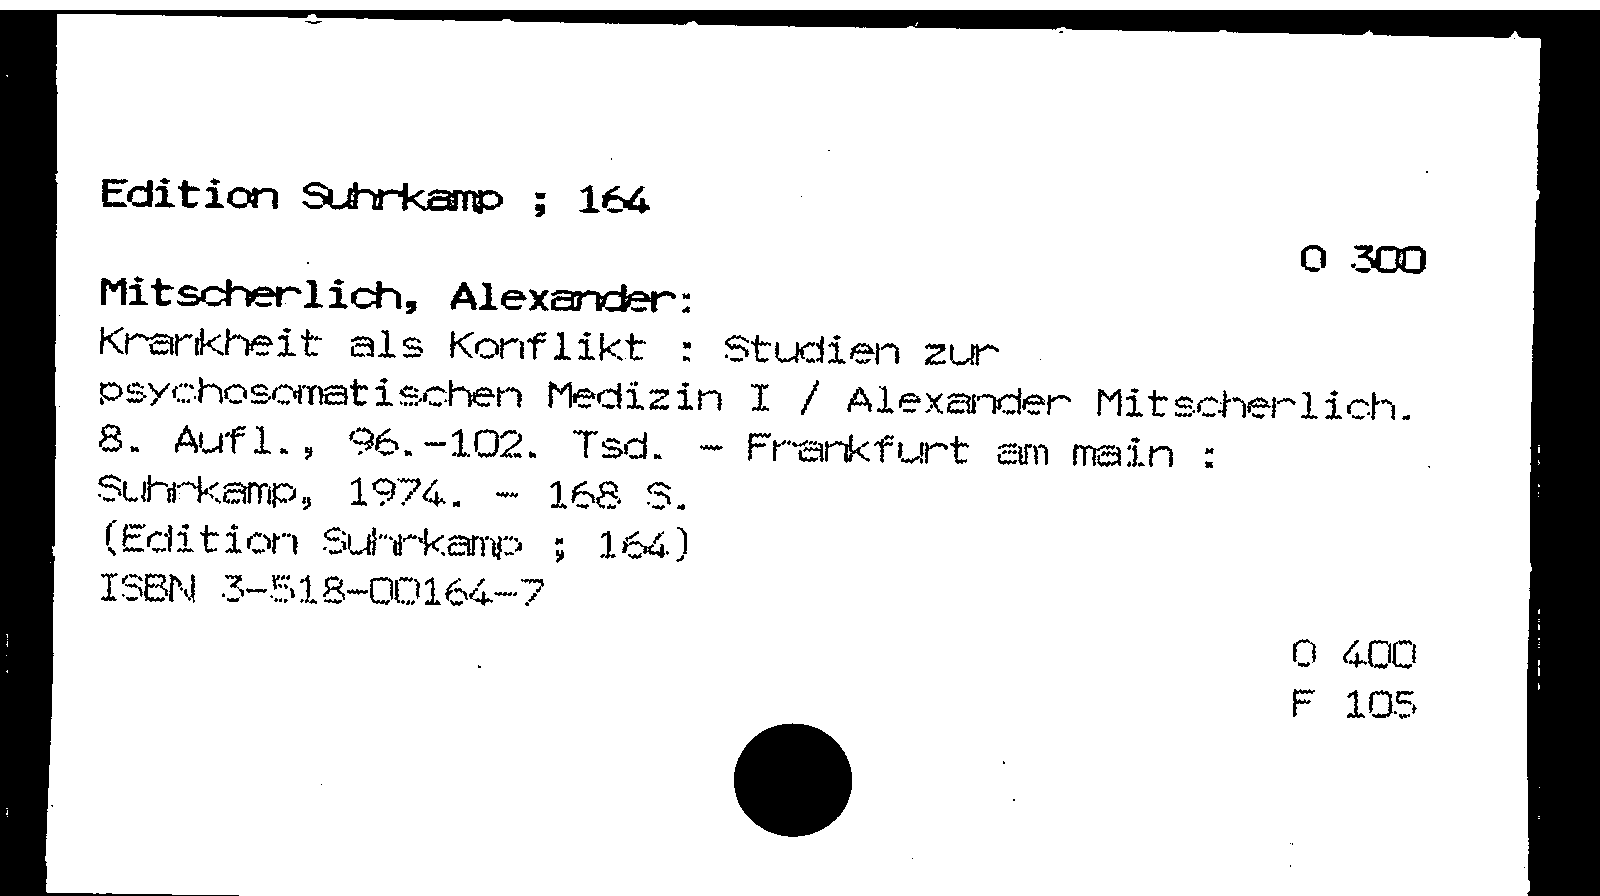 Edition Suhrkamp ; 164
O 300
Mitscherlich, Alexander:
Krankheit als Konflikt : Studien zur
psychosomatischen Medizin I / Alexander Mitscherlich.
8. Aufl., 96.-102. Tsd. - Frankfurt am main :
Suhrkamp, 1974. - 168 S.
(Edition Suhrkamp ; 164)
ISBN 3-518-00164-7
O 400
F 105